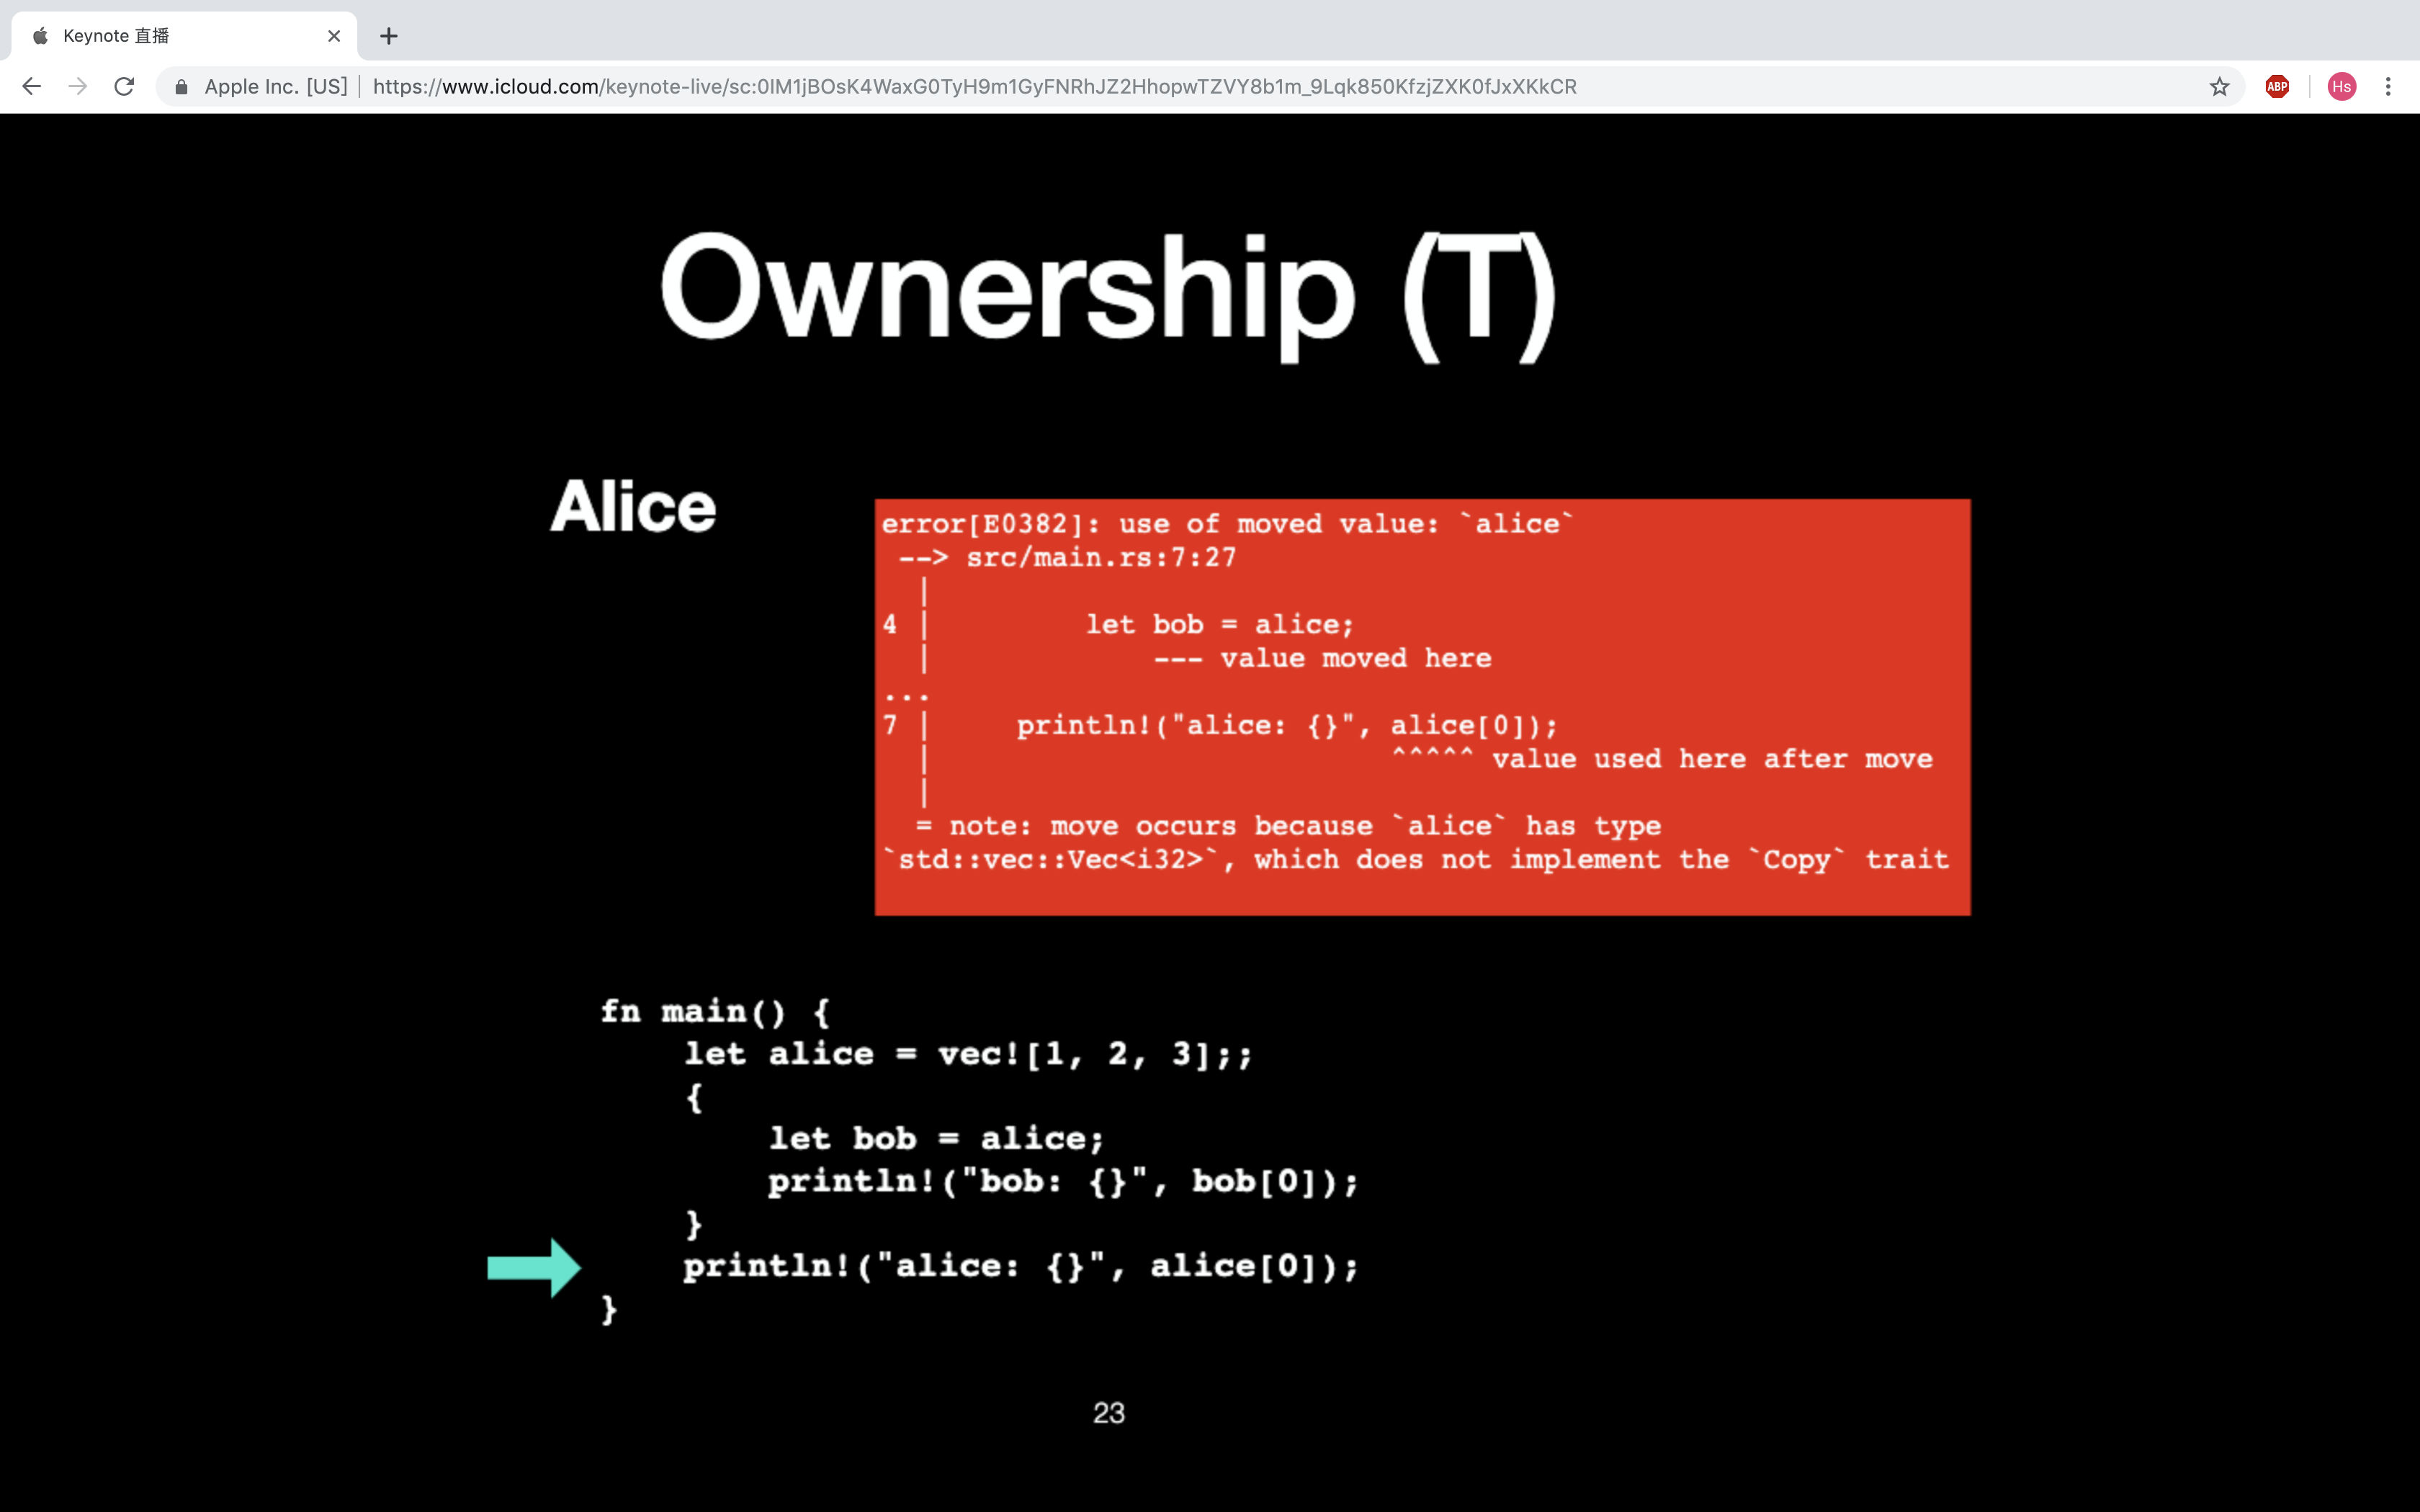 Keynote 直播
Apple Inc. [US] | https://www.icloud.com/keynote-live/sc:0IM1jBOsK4WaxG0TyH9m1GyFNRhJZ2HhopwTZVY8b1m_9Lqk850KfzjZXK0fJxXKkCR
ABP
Hs
Ownership (T)
Alice
error[E0382]: use of moved value: `alice`
 --> src/main.rs:7:27
  |
4 |         let bob = alice;
  |             --- value moved here
...
7 |     println!("alice: {}", alice[0]);
  |                           ^^^^^ value used here after move
  |
  = note: move occurs because `alice` has type
`std::vec::Vec<i32>`, which does not implement the `Copy` trait
fn main() {
    let alice = vec![1, 2, 3];;
    {
        let bob = alice;
        println!("bob: {}", bob[0]);
    }
    println!("alice: {}", alice[0]);
}
23